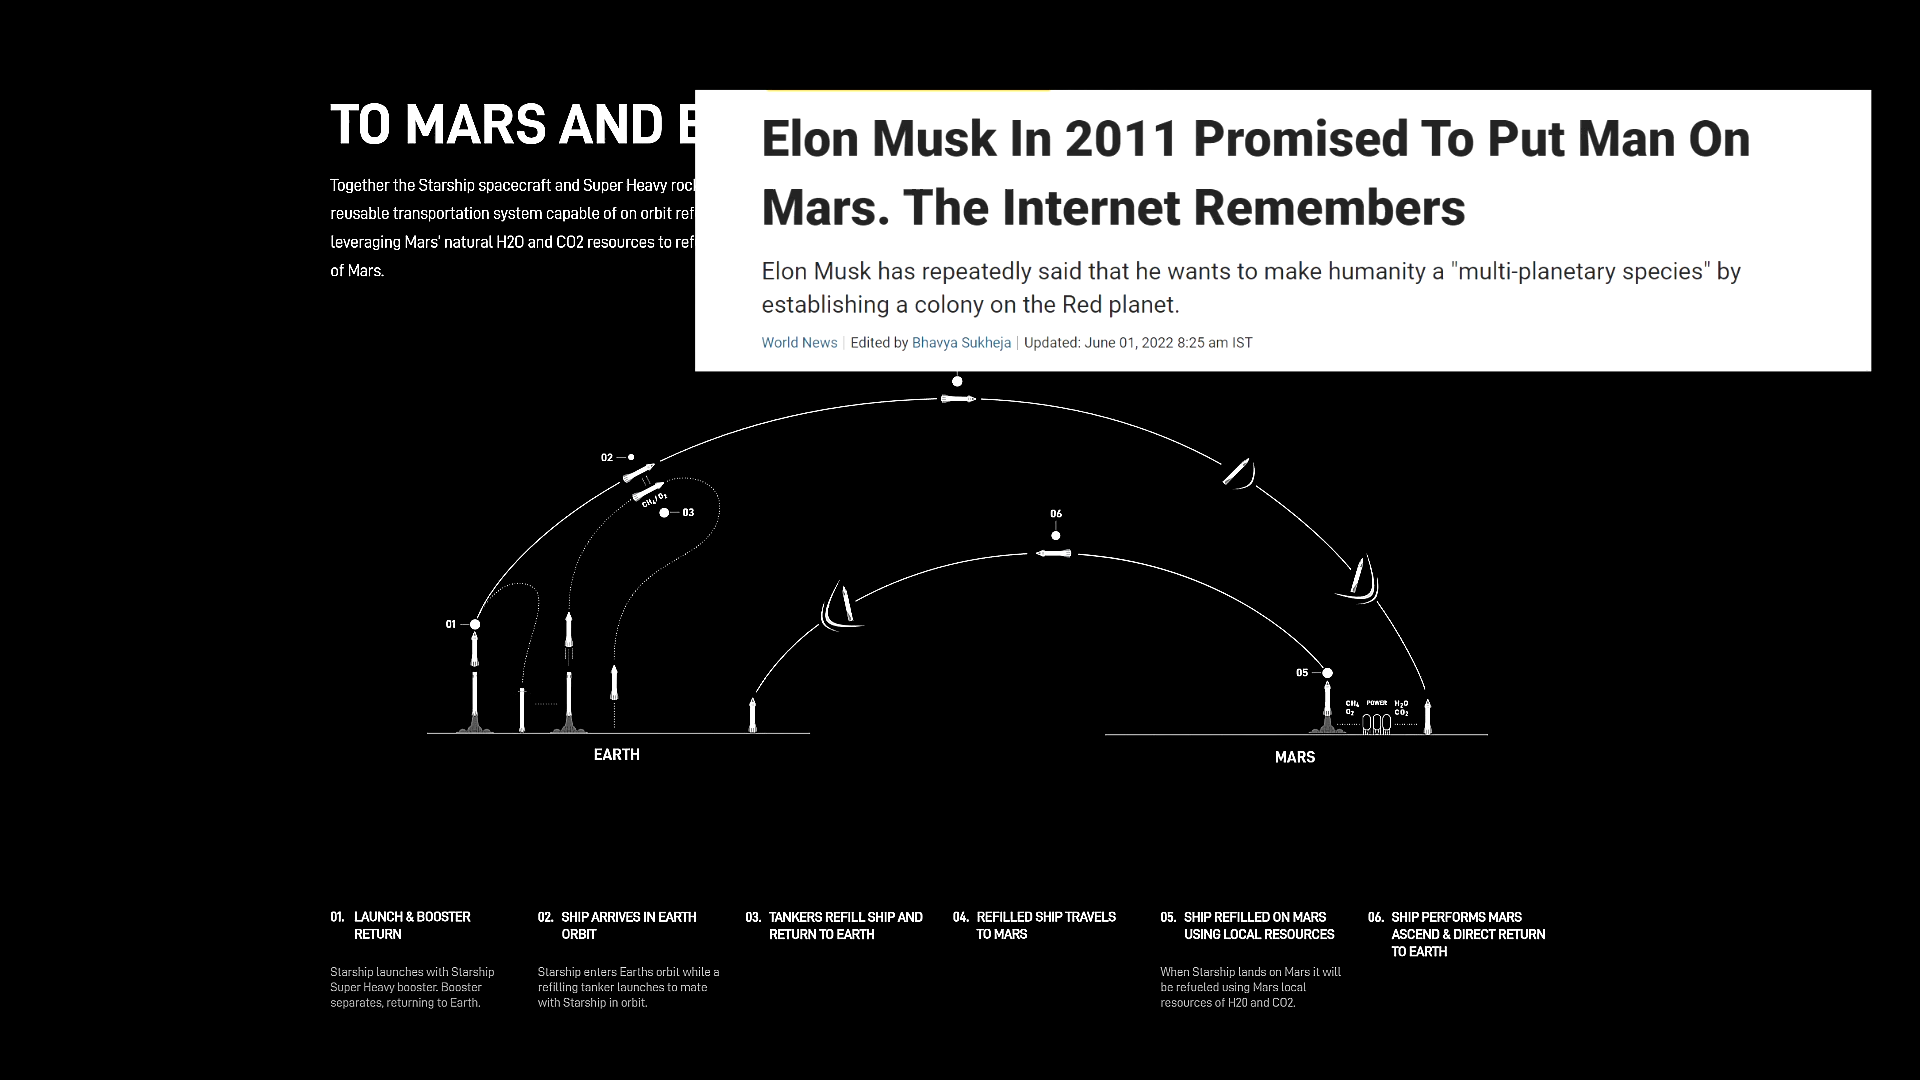 TO MARS AND
Together the Starship spacecraft and Super Heavy
reusable transportation system capable of on orbit
leveraging Mars' natural H2O and CO2 resources to
of Mars.
Elon Musk In 2011 Promised To Put Man On
Mars. The Internet Remembers
Elon Musk has repeatedly said that he wants to make humanity a "multi-planetary species" by
establishing a colony on the Red planet.
World News | Edited by Bhavya Sukheja | Updated: June 01, 2022 8:25 am IST
02
CH₄/O₂
03
06
01
05
CH₄
O₂
POWER
H₂O
CO₂
EARTH
MARS
01. LAUNCH & BOOSTER
RETURN
Starship launches with Starship
Super Heavy booster. Booster
separates, returning to Earth.
02. SHIP ARRIVES IN EARTH
ORBIT
Starship enters Earths orbit while a
refilling tanker launches to mate
with Starship in orbit.
03. TANKERS REFILL SHIP AND
RETURN TO EARTH
04. REFILLED SHIP TRAVELS
TO MARS
05. SHIP REFILLED ON MARS
USING LOCAL RESOURCES
When Starship lands on Mars it will
be refueled using Mars local
resources of H20 and CO2.
06. SHIP PERFORMS MARS
ASCEND & DIRECT RETURN
TO EARTH